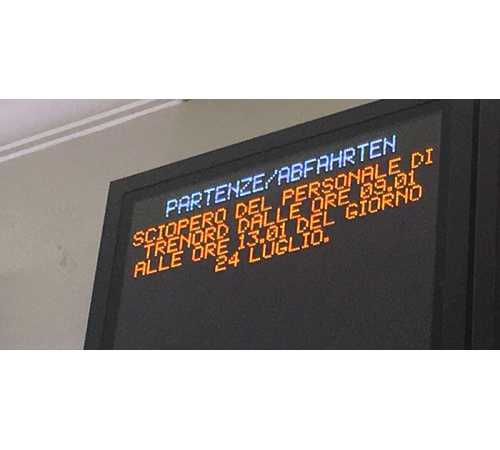 PARTENZE/ABFAHRTEN
SCIOPERO DEL PERSONALE DI
TRENORD DALLE ORE 09.01
ALLE ORE 13.01 DEL GIORNO
24 LUGLIO.